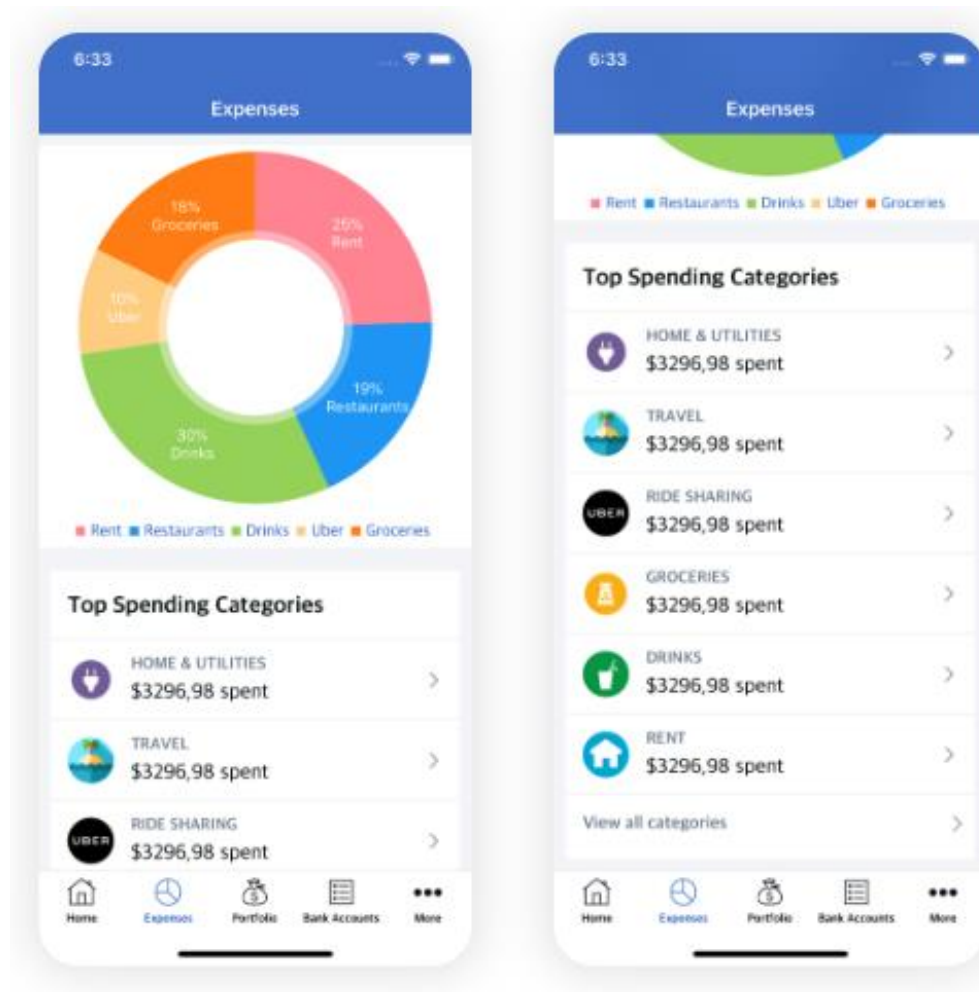 6:33
Expenses
18%
Groceries
25%
Rent
10%
Uber
19%
Restaurants
30%
Drinks
Rent Restaurants Drinks Uber Groceries
Top Spending Categories
HOME & UTILITIES
$3296,98 spent
TRAVEL
$3296,98 spent
UBER
RIDE SHARING
$3296,98 spent
Home Expenses Portfolio Bank Accounts More
6:33
Expenses
Rent Restaurants Drinks Uber Groceries
Top Spending Categories
HOME & UTILITIES
$3296,98 spent
TRAVEL
$3296,98 spent
UBER
RIDE SHARING
$3296,98 spent
GROCERIES
$3296,98 spent
DRINKS
$3296,98 spent
RENT
$3296,98 spent
View all categories
Home Expenses Portfolio Bank Accounts More